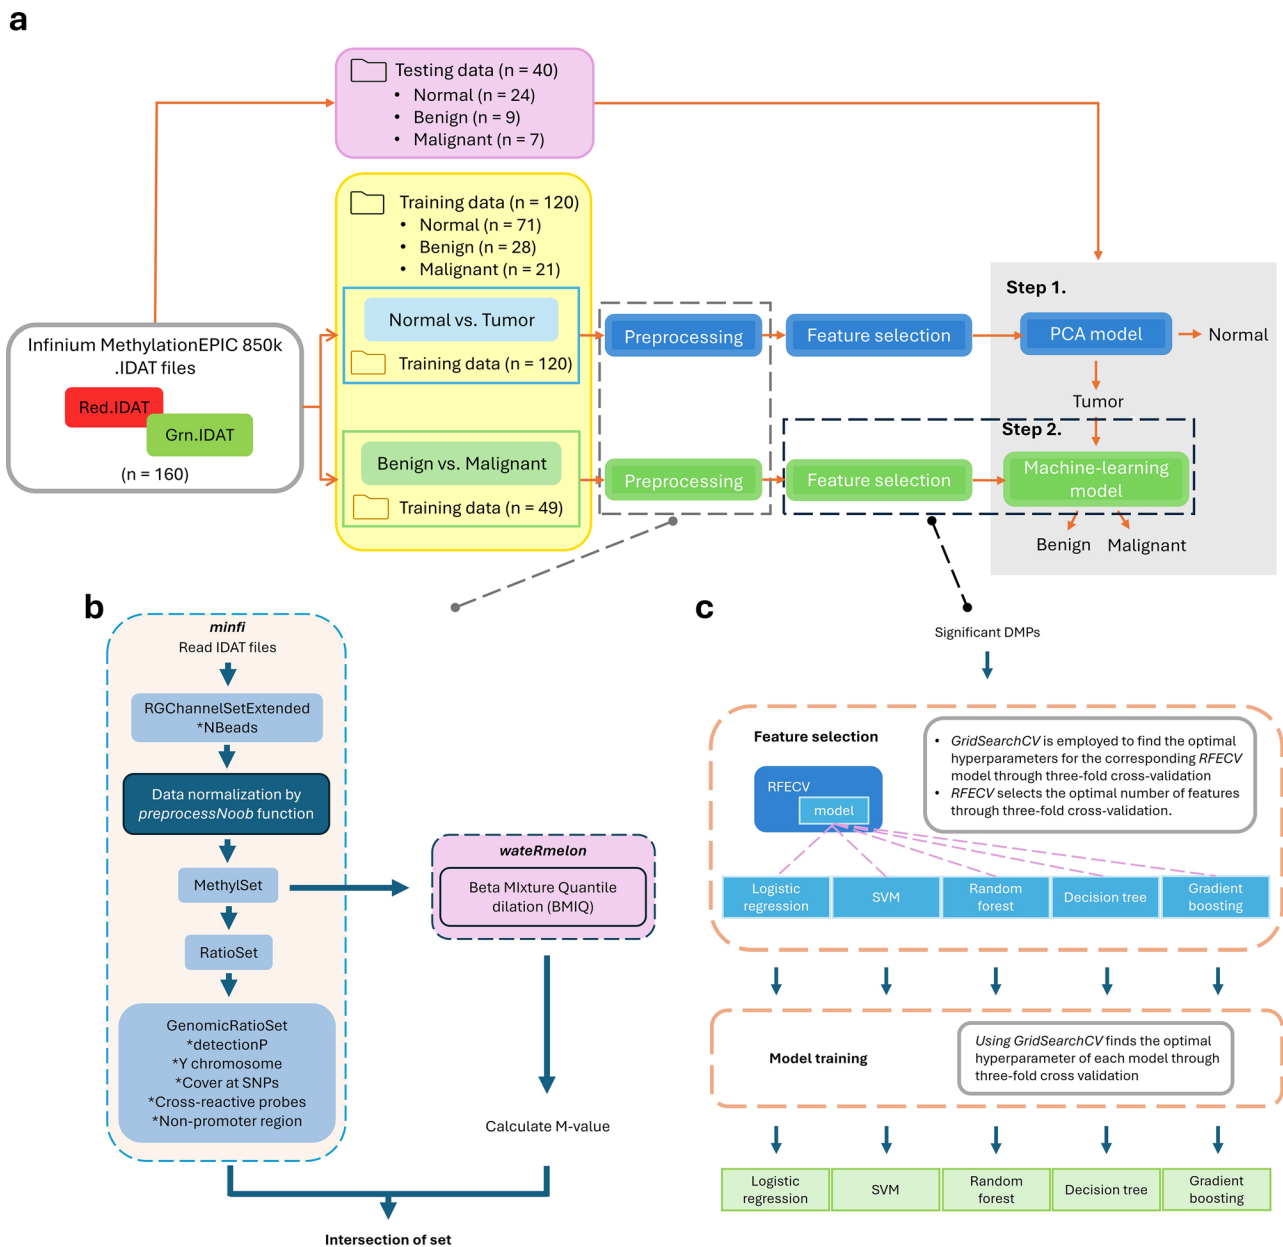 a
Testing data (n = 40)
• Normal (n = 24)
• Benign (n = 9)
• Malignant (n = 7)
Training data (n = 120)
• Normal (n = 71)
• Benign (n = 28)
• Malignant (n = 21)
Normal vs. Tumor
Training data (n = 120)
Benign vs. Malignant
Training data (n = 49)
Infinium MethylationEPIC 850k
.IDAT files
Red.IDAT
Grn.IDAT
(n = 160)
Preprocessing
Feature selection
Step 1.
PCA model
Normal
Tumor
Preprocessing
Feature selection
Step 2.
Machine-learning
model
Benign
Malignant
b
minfi
Read IDAT files
RGChannelSetExtended
*NBeads
Data normalization by
preprocessNoob function
MethylSet
RatioSet
GenomicRatioSet
*detectionP
*Y chromosome
*Cover at SNPs
*Cross-reactive probes
*Non-promoter region
wateRmelon
Beta MIxture Quantile
dilation (BMIQ)
Calculate M-value
Intersection of set
c
Significant DMPs
Feature selection
RFECV
model
• GridSearchCV is employed to find the optimal
hyperparameters for the corresponding RFECV
model through three-fold cross-validation
• RFECV selects the optimal number of features
through three-fold cross-validation.
Logistic
regression
SVM
Random
forest
Decision tree
Gradient
boosting
Model training
Using GridSearchCV finds the optimal
hyperparameter of each model through
three-fold cross validation
Logistic
regression
SVM
Random
forest
Decision tree
Gradient
boosting